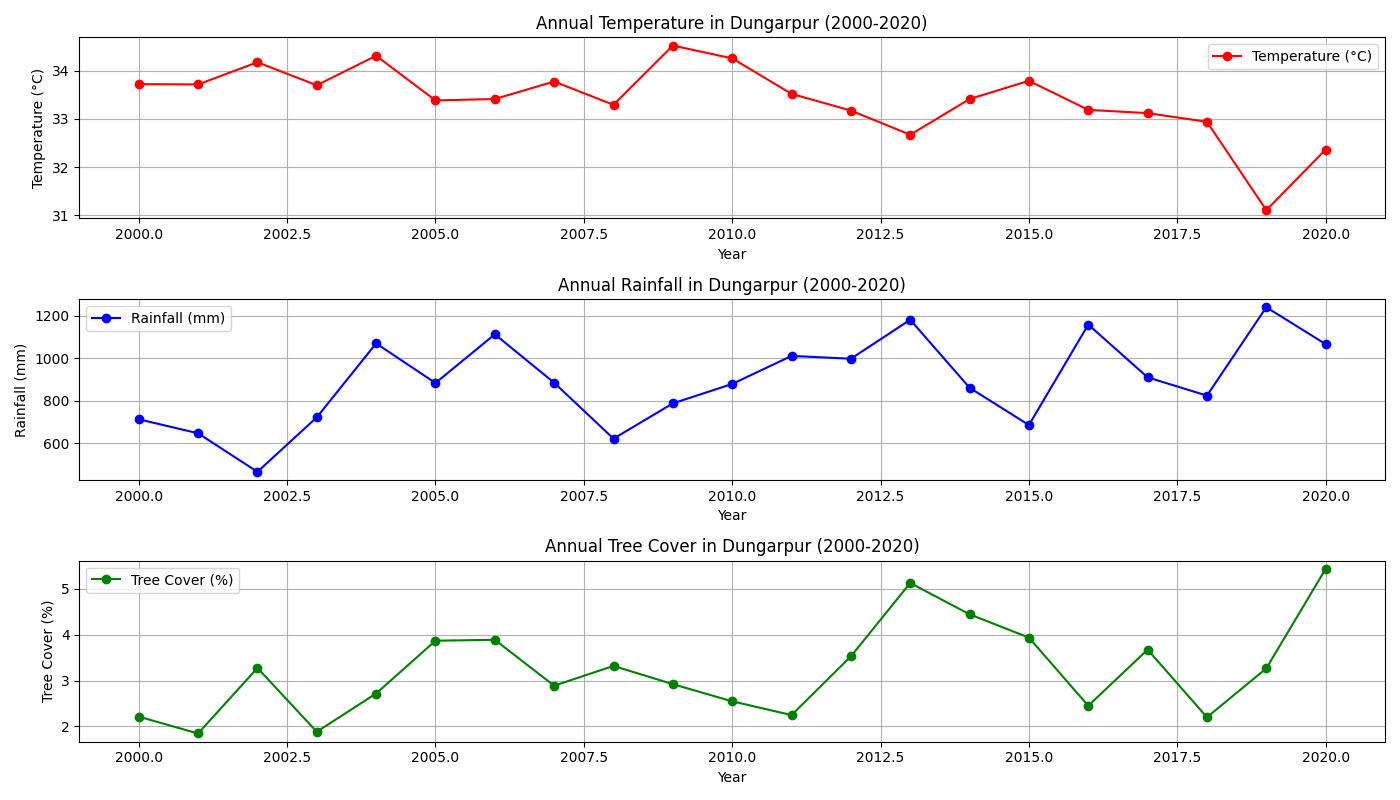 Annual Temperature in Dungarpur (2000-2020)
Temperature (°C)
Temperature (°C)
34
33
32
31
2000.0 2002.5 2005.0 2007.5 2010.0 2012.5 2015.0 2017.5 2020.0
Year
Annual Rainfall in Dungarpur (2000-2020)
Rainfall (mm)
Rainfall (mm)
1200
1000
800
600
2000.0 2002.5 2005.0 2007.5 2010.0 2012.5 2015.0 2017.5 2020.0
Year
Annual Tree Cover in Dungarpur (2000-2020)
Tree Cover (%)
Tree Cover (%)
5
4
3
2
2000.0 2002.5 2005.0 2007.5 2010.0 2012.5 2015.0 2017.5 2020.0
Year